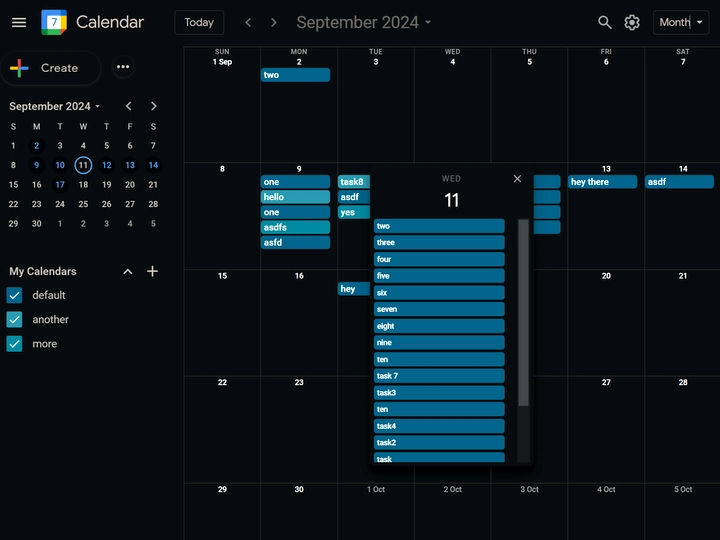 7 Calendar Today September 2024 Month
Create
September 2024
S M T W T F S
1 2 3 4 5 6 7
8 9 10 11 12 13 14
15 16 17 18 19 20 21
22 23 24 25 26 27 28
29 30 1 2 3 4 5
My Calendars
default
another
more
SUN MON TUE WED THU FRI SAT
1 Sep 2 3 4 5 6 7
two
8 9 13 14
one task8 hey there asdf
hello asdf
one yes
asdfs
asfd
WED
11
two
three
four
five
six
seven
eight
nine
ten
task 7
task3
ten
task4
task2
task
15 16 20 21
hey
22 23 27 28
29 30 1 Oct 2 Oct 3 Oct 4 Oct 5 Oct